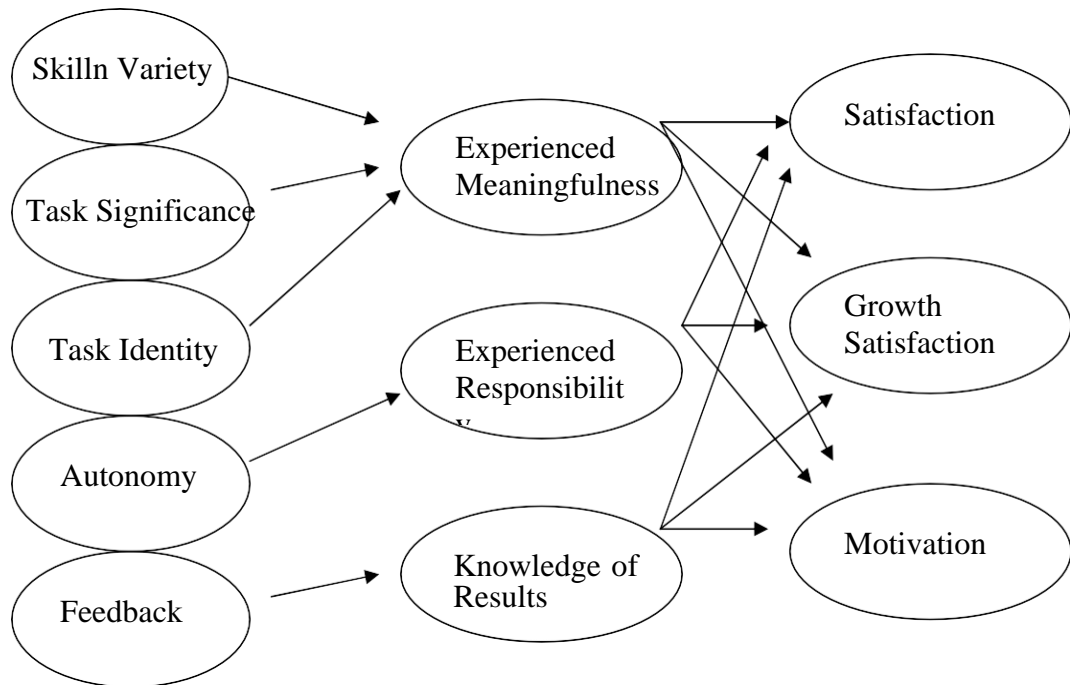 Skilln Variety
Task Significance
Task Identity
Autonomy
Feedback
Experienced
Meaningfulness
Experienced
Responsibilit
y
Knowledge of
Results
Satisfaction
Growth
Satisfaction
Motivation